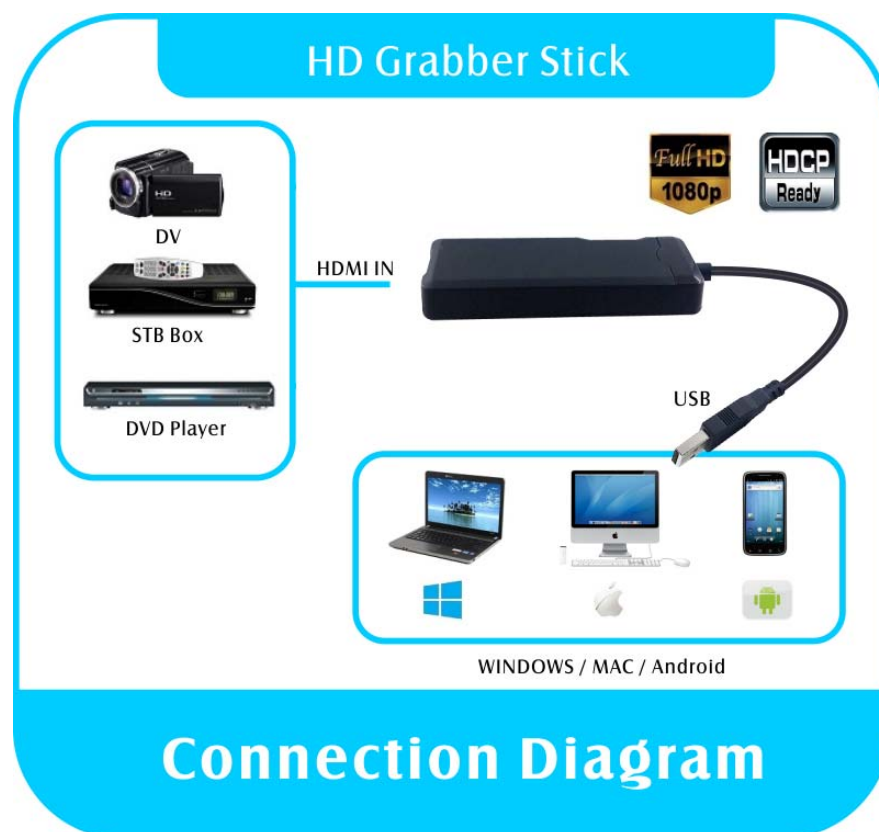 HD Grabber Stick
Full HD
1080p
HDCP
Ready
HD
DV
HDMI IN
STB Box
DVD Player
USB
WINDOWS / MAC / Android
Connection Diagram